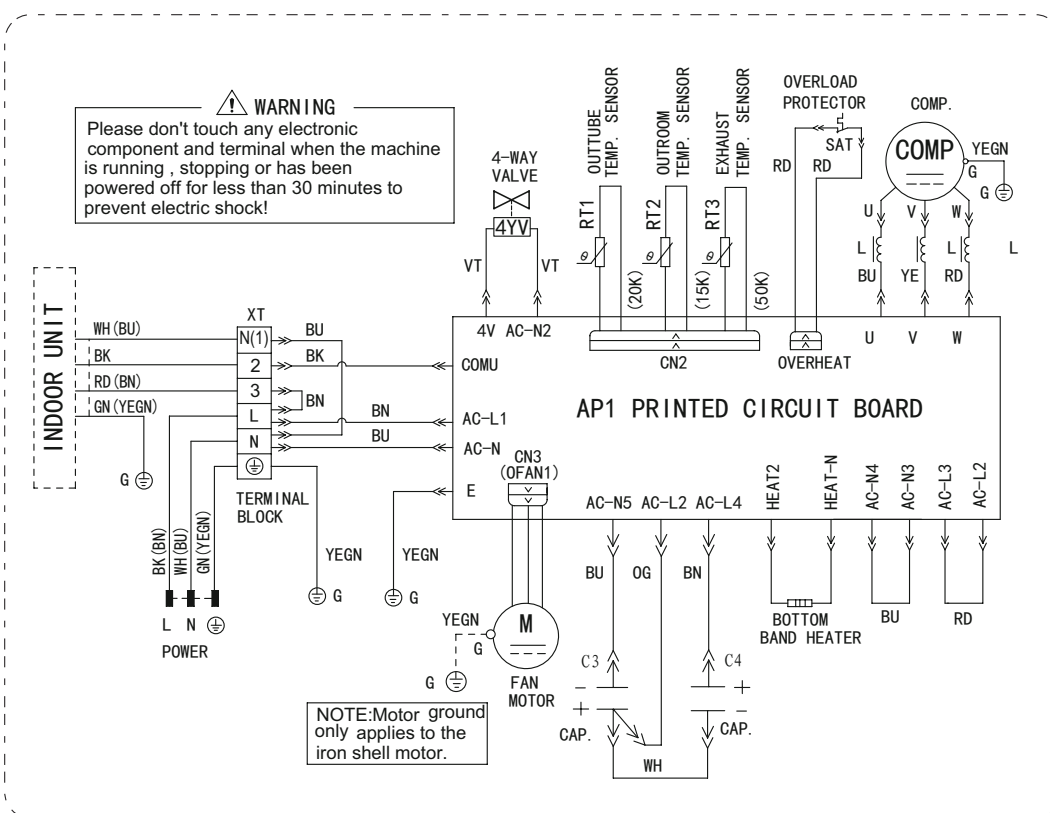 WARNING
Please don't touch any electronic
component and terminal when the machine
is running , stopping or has been
powered off for less than 30 minutes to
prevent electric shock!
4-WAY
VALVE
4YV
VT
VT
OUTTUBE
TEMP. SENSOR
OUTROOM
TEMP. SENSOR
EXHAUST
TEMP. SENSOR
RT1
RT2
RT3
θ
θ
θ
(20K)
(15K)
(50K)
OVERLOAD
PROTECTOR
SAT
RD
RD
COMP.
COMP
YEGN
G
G
U
V
W
L
L
L
BU
YE
RD
INDOOR UNIT
WH(BU)
BK
RD(BN)
GN(YEGN)
G
XT
N(1)
2
3
L
N
TERMINAL
BLOCK
BU
BK
BN
BN
BU
4V
AC-N2
CN2
OVERHEAT
U
V
W
COMU
AC-L1
AC-N
E
AP1 PRINTED CIRCUIT BOARD
CN3
(OFAN1)
AC-N5
AC-L2
AC-L4
HEAT2
HEAT-N
AC-N4
AC-N3
AC-L3
AC-L2
BK(BN)
WH(BU)
GN(YEGN)
L
N
POWER
YEGN
G
YEGN
G
YEGN
G
G
M
FAN
MOTOR
NOTE:Motor ground
only applies to the
iron shell motor.
BU
OG
BN
C3
C4
-
+
+
-
CAP.
CAP.
WH
BOTTOM
BAND HEATER
BU
RD